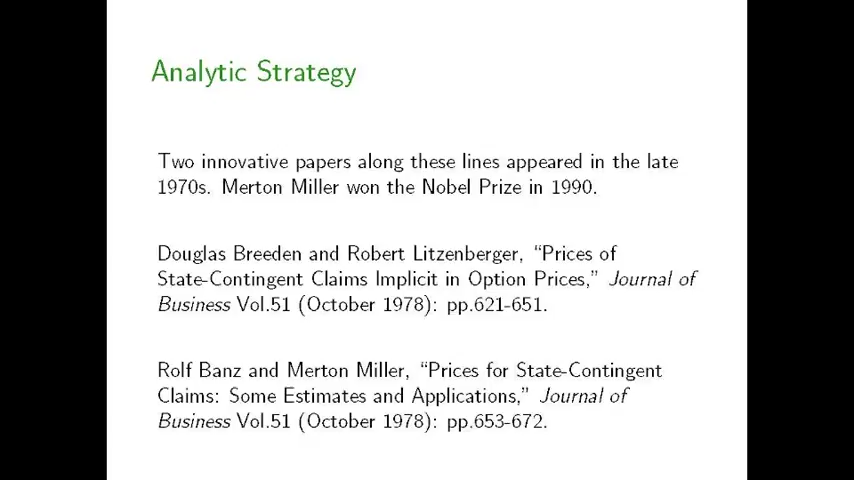 Analytic Strategy
Two innovative papers along these lines appeared in the late
1970s. Merton Miller won the Nobel Prize in 1990.
Douglas Breeden and Robert Litzenberger, “Prices of
State-Contingent Claims Implicit in Option Prices,” Journal of
Business Vol.51 (October 1978): pp.621-651.
Rolf Banz and Merton Miller, “Prices for State-Contingent
Claims: Some Estimates and Applications,” Journal of
Business Vol.51 (October 1978): pp.653-672.